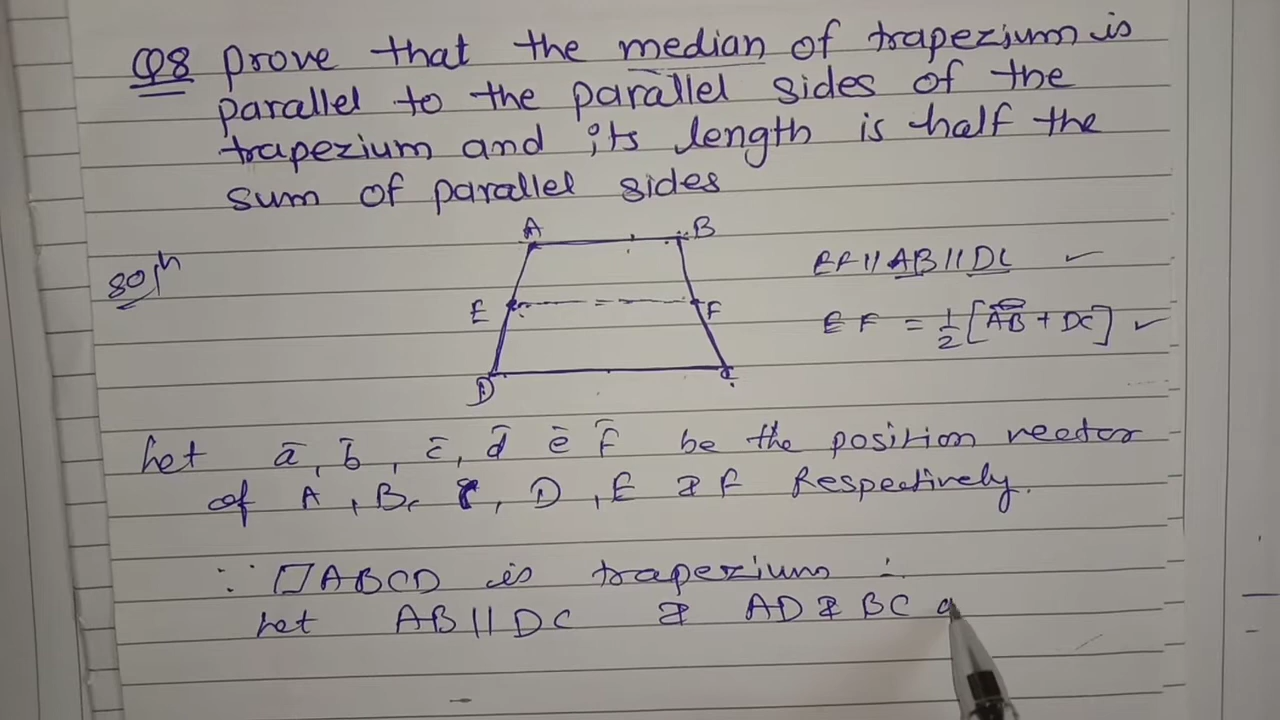 Q8 prove that the median of trapezium is
parallel to the parallel sides of the
trapezium and its length is half the
sum of parallel sides
Soln
A B
EF // AB // DC ✓
E F
E F = 1/2 [AB + DC] ✓
D C
Let ā, b̄, c̄, d̄ ē F̄ be the position vector
of A, B, C, D, E & F Respectively.
∵ □ABCD is trapezium ∴
Let AB // DC & AD & BC a